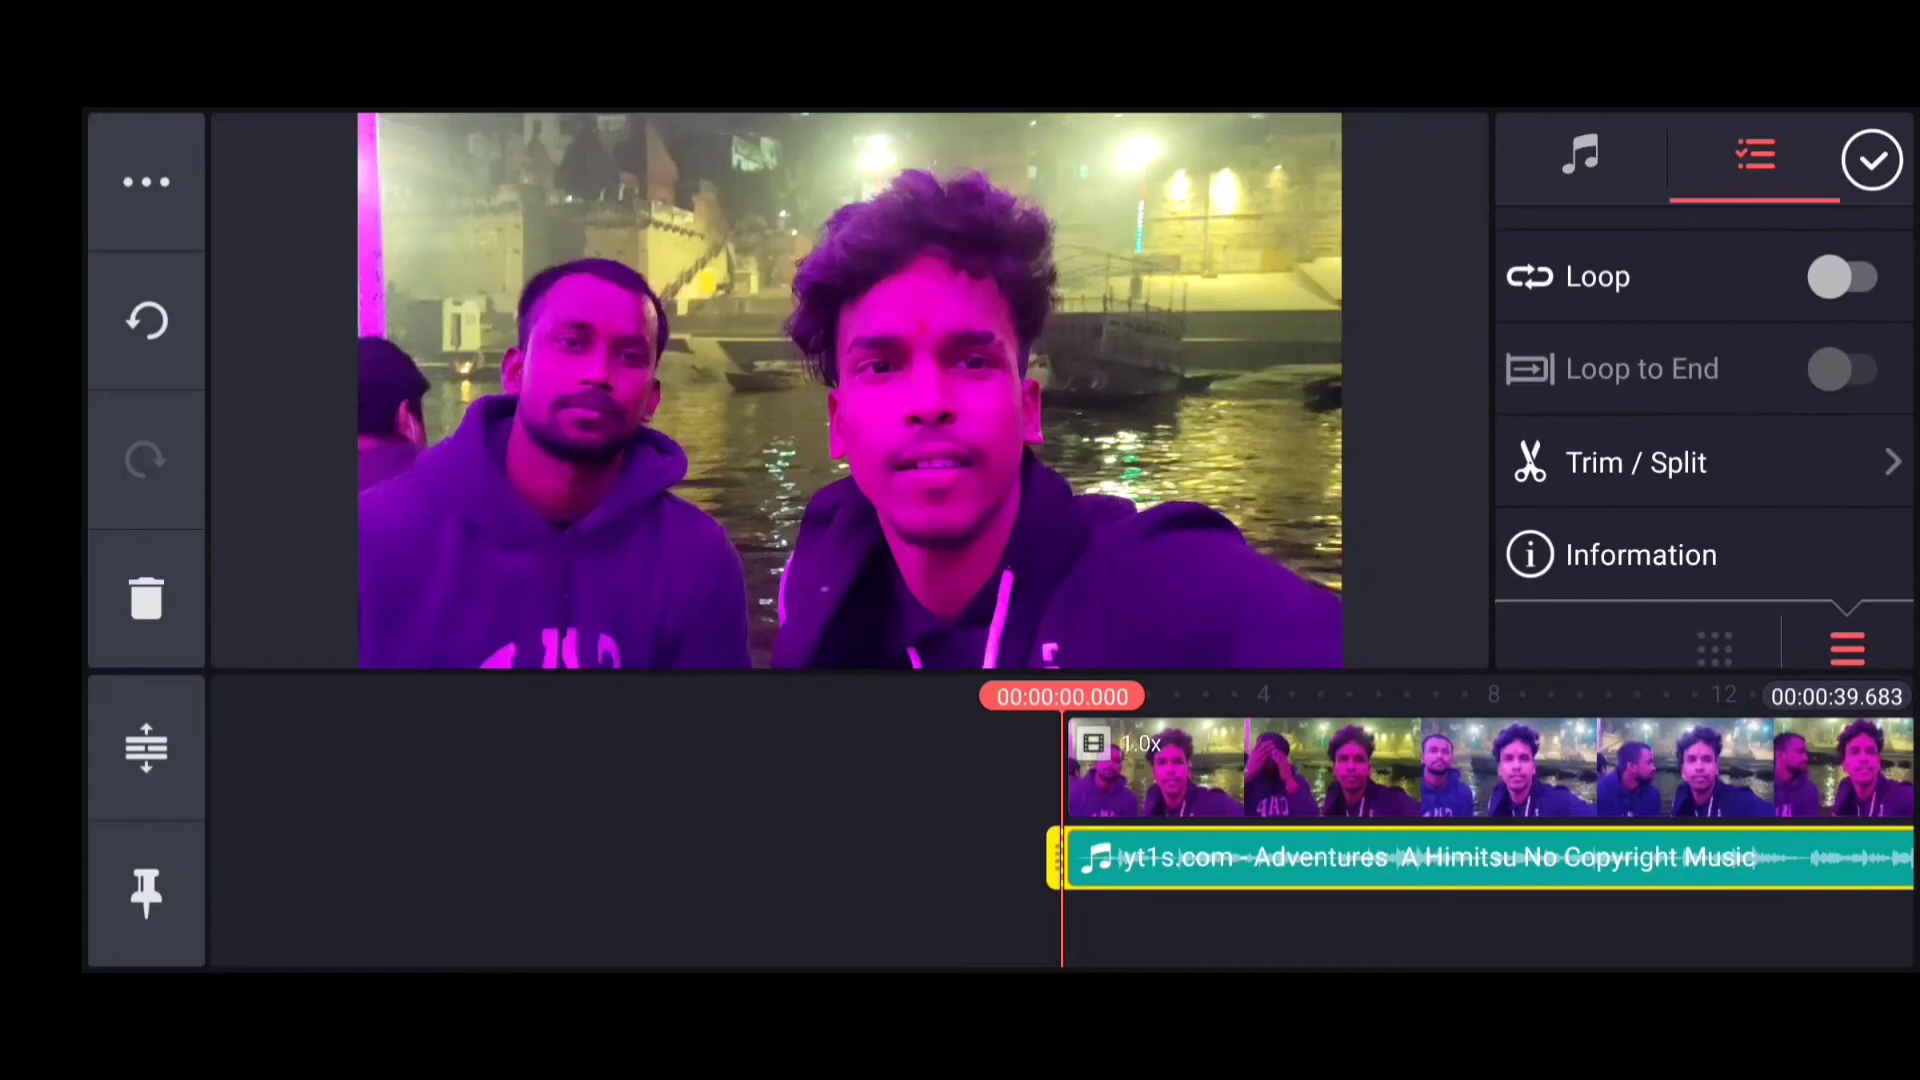 Loop
Loop to End
Trim / Split
Information
00:00:00.000
4
8
12
00:00:39.683
1.0x
yt1s.com - Adventures A Himitsu No Copyright Music